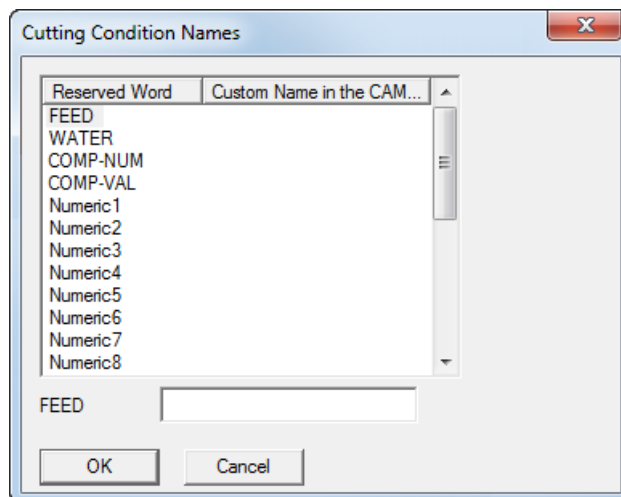 Cutting Condition Names
Reserved Word Custom Name in the CAM...
FEED
WATER
COMP-NUM
COMP-VAL
Numeric1
Numeric2
Numeric3
Numeric4
Numeric5
Numeric6
Numeric7
Numeric8
FEED
OK Cancel